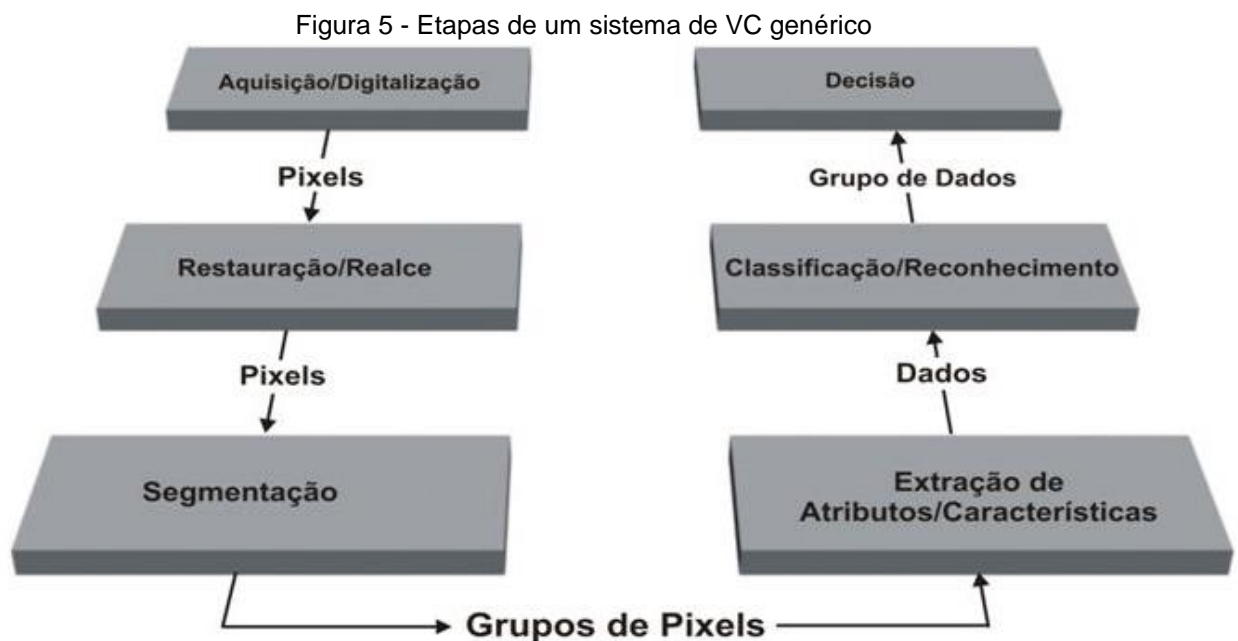 Figura 5 - Etapas de um sistema de VC genérico
Aquisição/Digitalização
Pixels
Restauração/Realce
Pixels
Segmentação
Grupos de Pixels
Extração de
Atributos/Características
Dados
Classificação/Reconhecimento
Grupo de Dados
Decisão